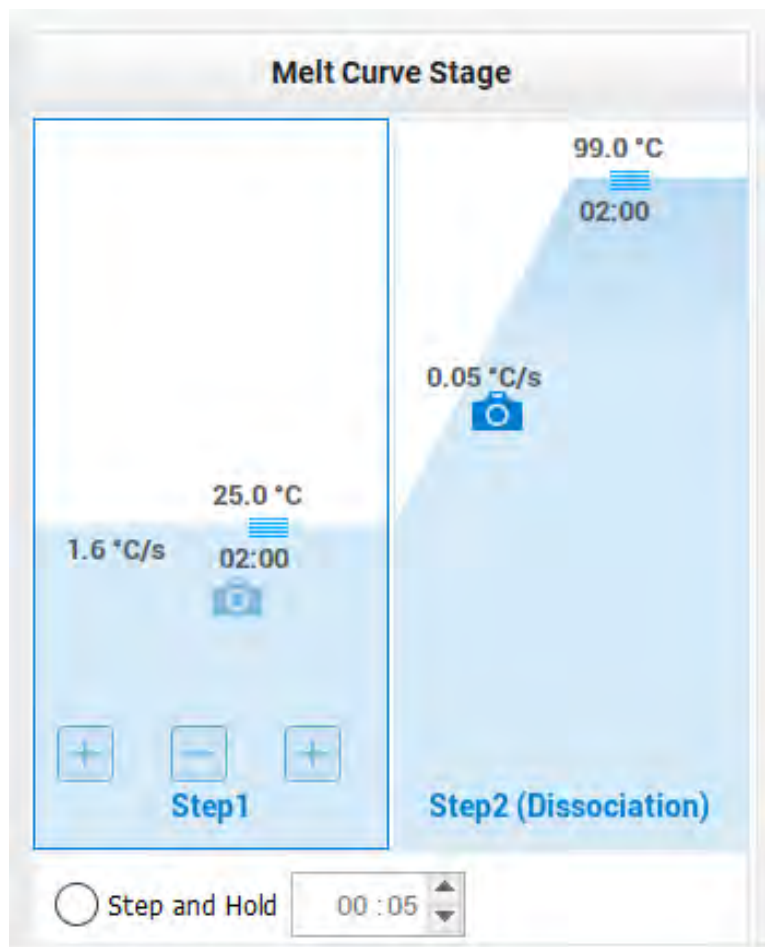 Melt Curve Stage
99.0 °C
02:00
0.05 °C/s
25.0 °C
1.6 °C/s
02:00
Step1
Step2 (Dissociation)
Step and Hold
00 : 05